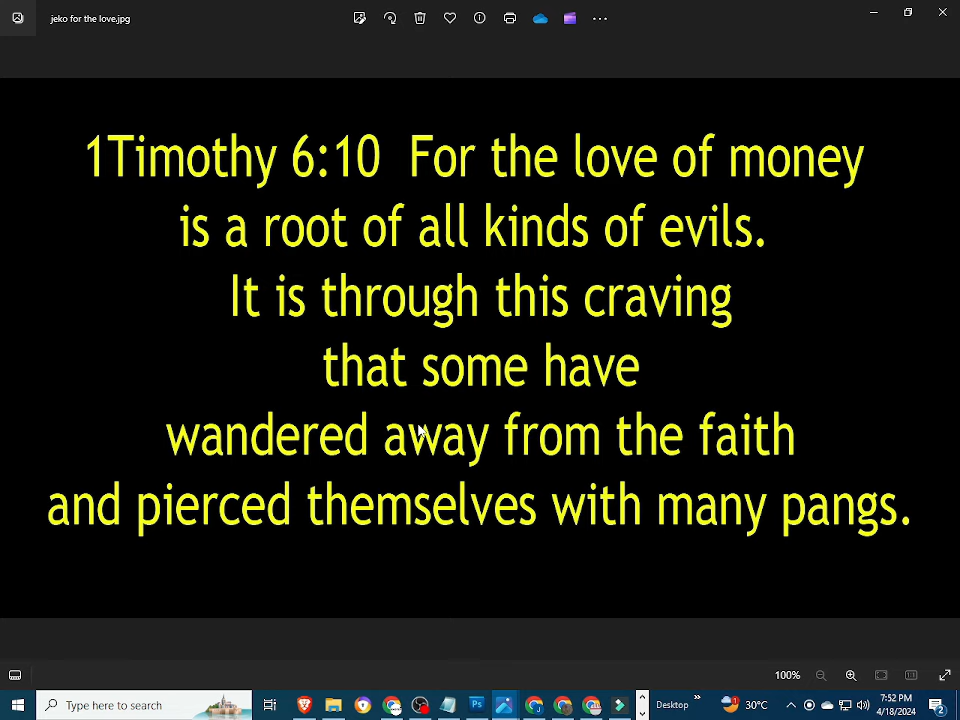 jeko for the love.jpg
1Timothy 6:10  For the love of money
is a root of all kinds of evils.
It is through this craving
that some have
wandered away from the faith
and pierced themselves with many pangs.
100%
Type here to search
Desktop
30°C
7:52 PM
4/18/2024
2